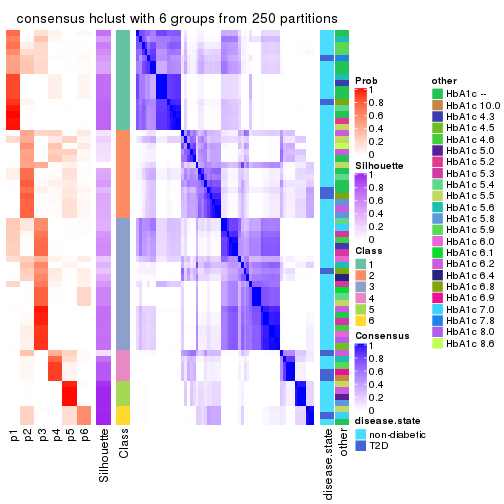 consensus hclust with 6 groups from 250 partitions
p1
p2
p3
p4
p5
p6
Silhouette
Class
disease.state
other
Prob
1
0.8
0.6
0.4
0.2
0
Silhouette
1
0.8
0.6
0.4
0.2
0
Class
1
2
3
4
5
6
Consensus
1
0.8
0.6
0.4
0.2
0
disease.state
non-diabetic
T2D
other
HbA1c --
HbA1c 10.0
HbA1c 4.3
HbA1c 4.5
HbA1c 4.6
HbA1c 5.0
HbA1c 5.2
HbA1c 5.3
HbA1c 5.4
HbA1c 5.5
HbA1c 5.6
HbA1c 5.8
HbA1c 5.9
HbA1c 6.0
HbA1c 6.1
HbA1c 6.2
HbA1c 6.4
HbA1c 6.8
HbA1c 6.9
HbA1c 7.0
HbA1c 7.8
HbA1c 8.0
HbA1c 8.6